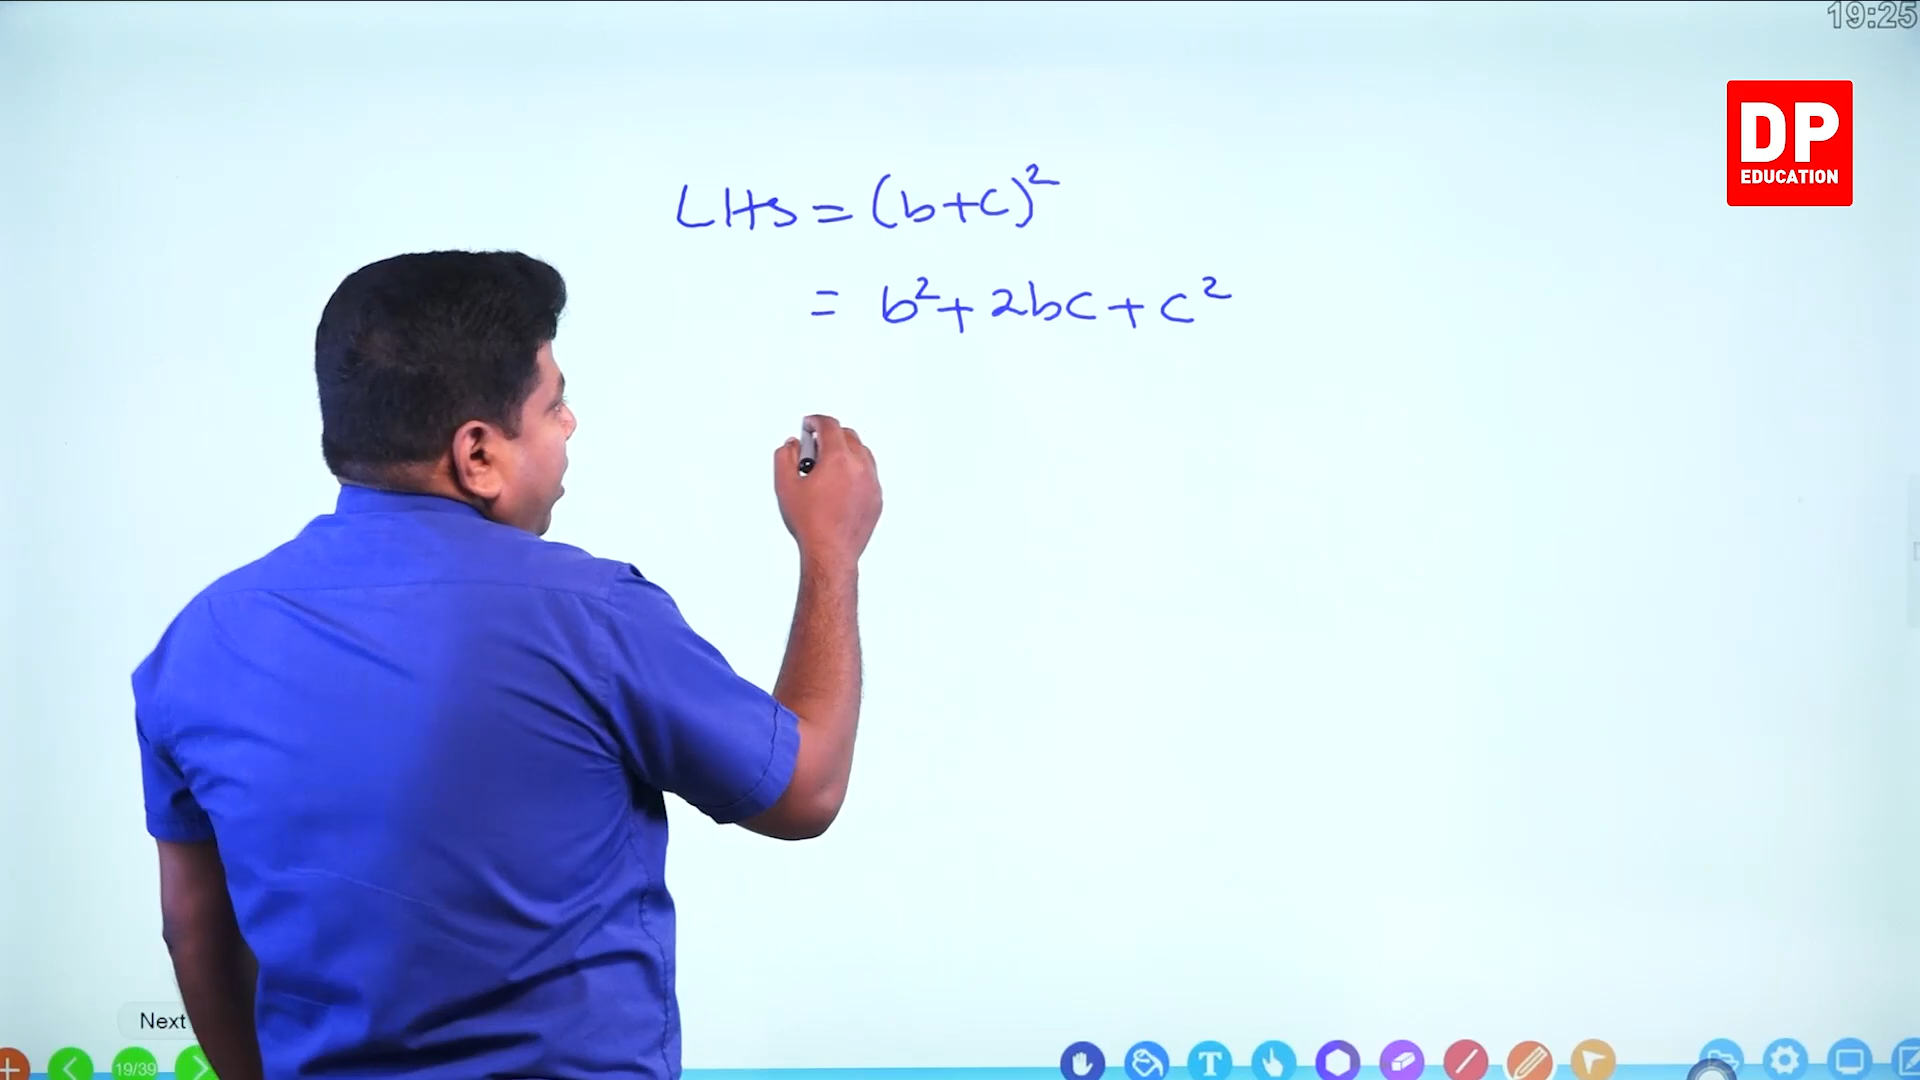 19:25
DP
EDUCATION
LHS = (b+c)²
= b²+2bc+c²
Next
19/39
T